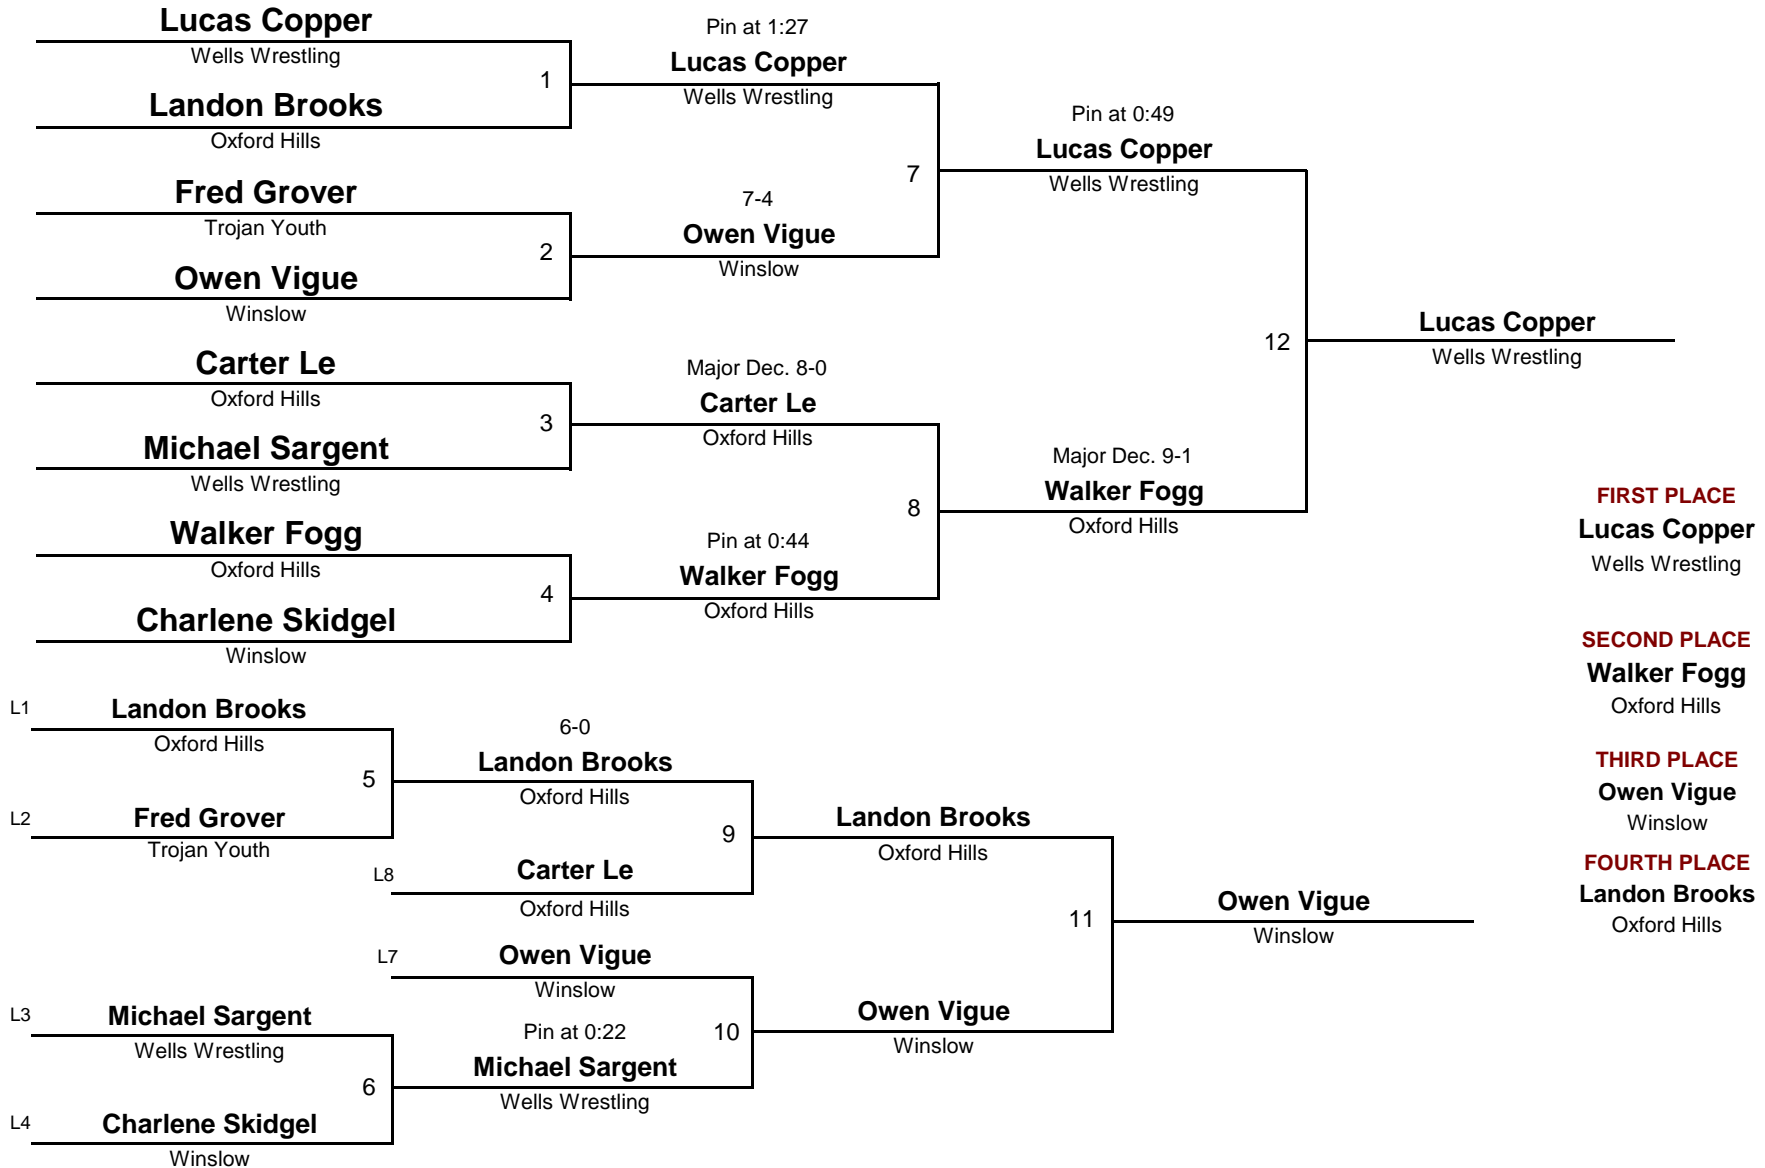 Lucas Copper
Wells Wrestling
1
Landon Brooks
Oxford Hills
Fred Grover
Trojan Youth
2
Owen Vigue
Winslow
Carter Le
Oxford Hills
3
Michael Sargent
Wells Wrestling
Walker Fogg
Oxford Hills
4
Charlene Skidgel
Winslow
Pin at 1:27
Lucas Copper
Wells Wrestling
7
7-4
Owen Vigue
Winslow
Major Dec. 8-0
Carter Le
Oxford Hills
8
Pin at 0:44
Walker Fogg
Oxford Hills
Pin at 0:49
Lucas Copper
Wells Wrestling
12
Major Dec. 9-1
Walker Fogg
Oxford Hills
Lucas Copper
Wells Wrestling
L1
Landon Brooks
Oxford Hills
5
L2
Fred Grover
Trojan Youth
L3
Michael Sargent
Wells Wrestling
6
L4
Charlene Skidgel
Winslow
6-0
Landon Brooks
Oxford Hills
9
L8
Carter Le
Oxford Hills
L7
Owen Vigue
Winslow
10
Pin at 0:22
Michael Sargent
Wells Wrestling
Landon Brooks
Oxford Hills
11
Owen Vigue
Winslow
Owen Vigue
Winslow
FIRST PLACE
Lucas Copper
Wells Wrestling
SECOND PLACE
Walker Fogg
Oxford Hills
THIRD PLACE
Owen Vigue
Winslow
FOURTH PLACE
Landon Brooks
Oxford Hills